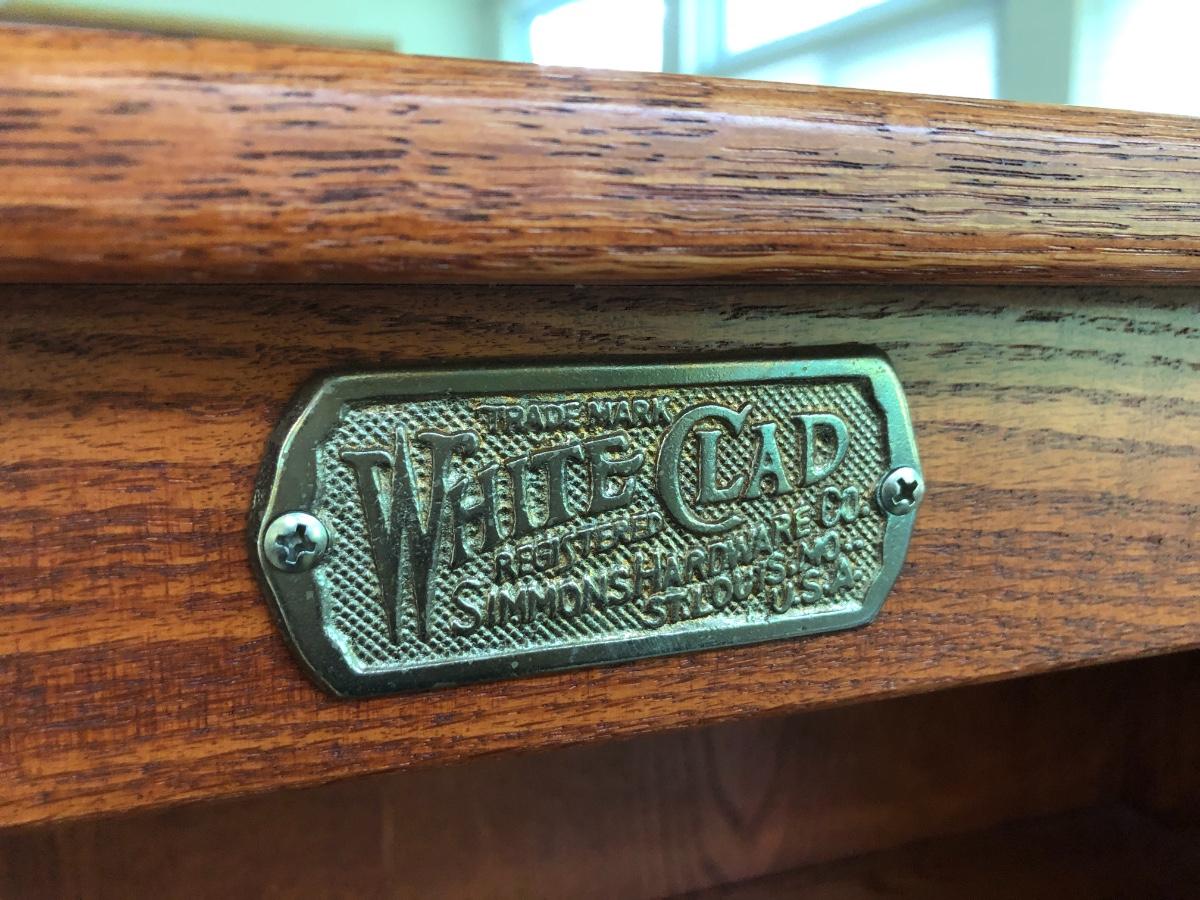 TRADE MARK
WHITE CLAD
REGISTERED
SIMMONS HARDWARE CO.
ST. LOUIS. MO.
U.S.A.